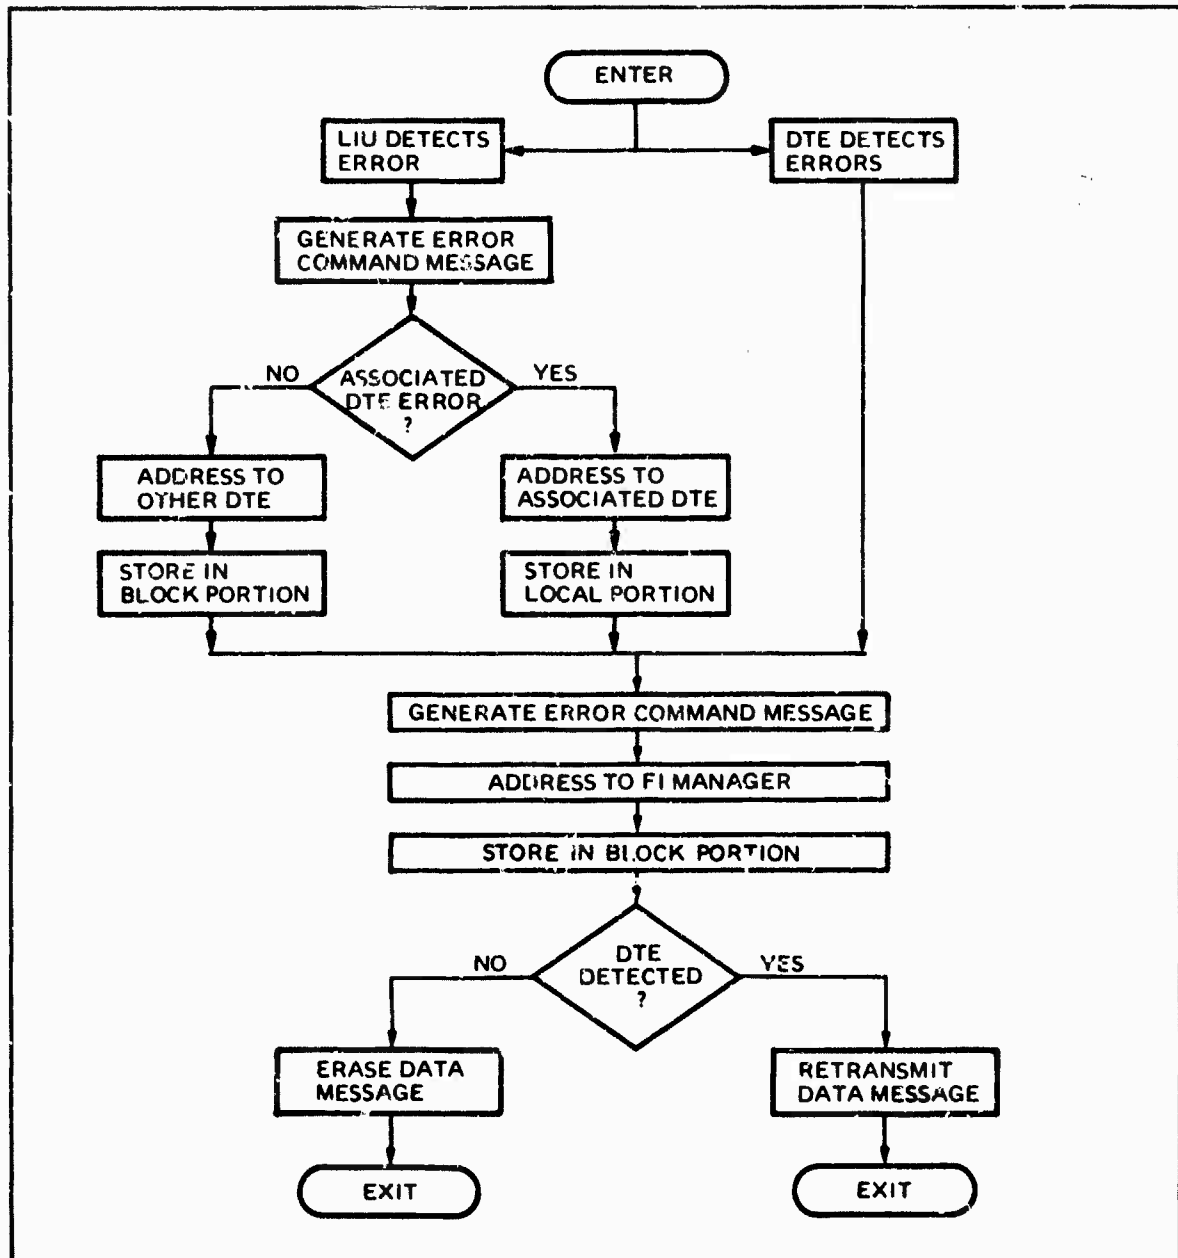 ENTER
LIU DETECTS
ERROR
DTE DETECTS
ERRORS
GENERATE ERROR
COMMAND MESSAGE
NO
YES
ASSOCIATED
DTE ERROR
?
ADDRESS TO
OTHER DTE
ADDRESS TO
ASSOCIATED DTE
STORE IN
BLOCK PORTION
STORE IN
LOCAL PORTION
GENERATE ERROR COMMAND MESSAGE
ADDRESS TO FI MANAGER
STORE IN BLOCK PORTION
NO
YES
DTE
DETECTED
?
ERASE DATA
MESSAGE
RETRANSMIT
DATA MESSAGE
EXIT
EXIT